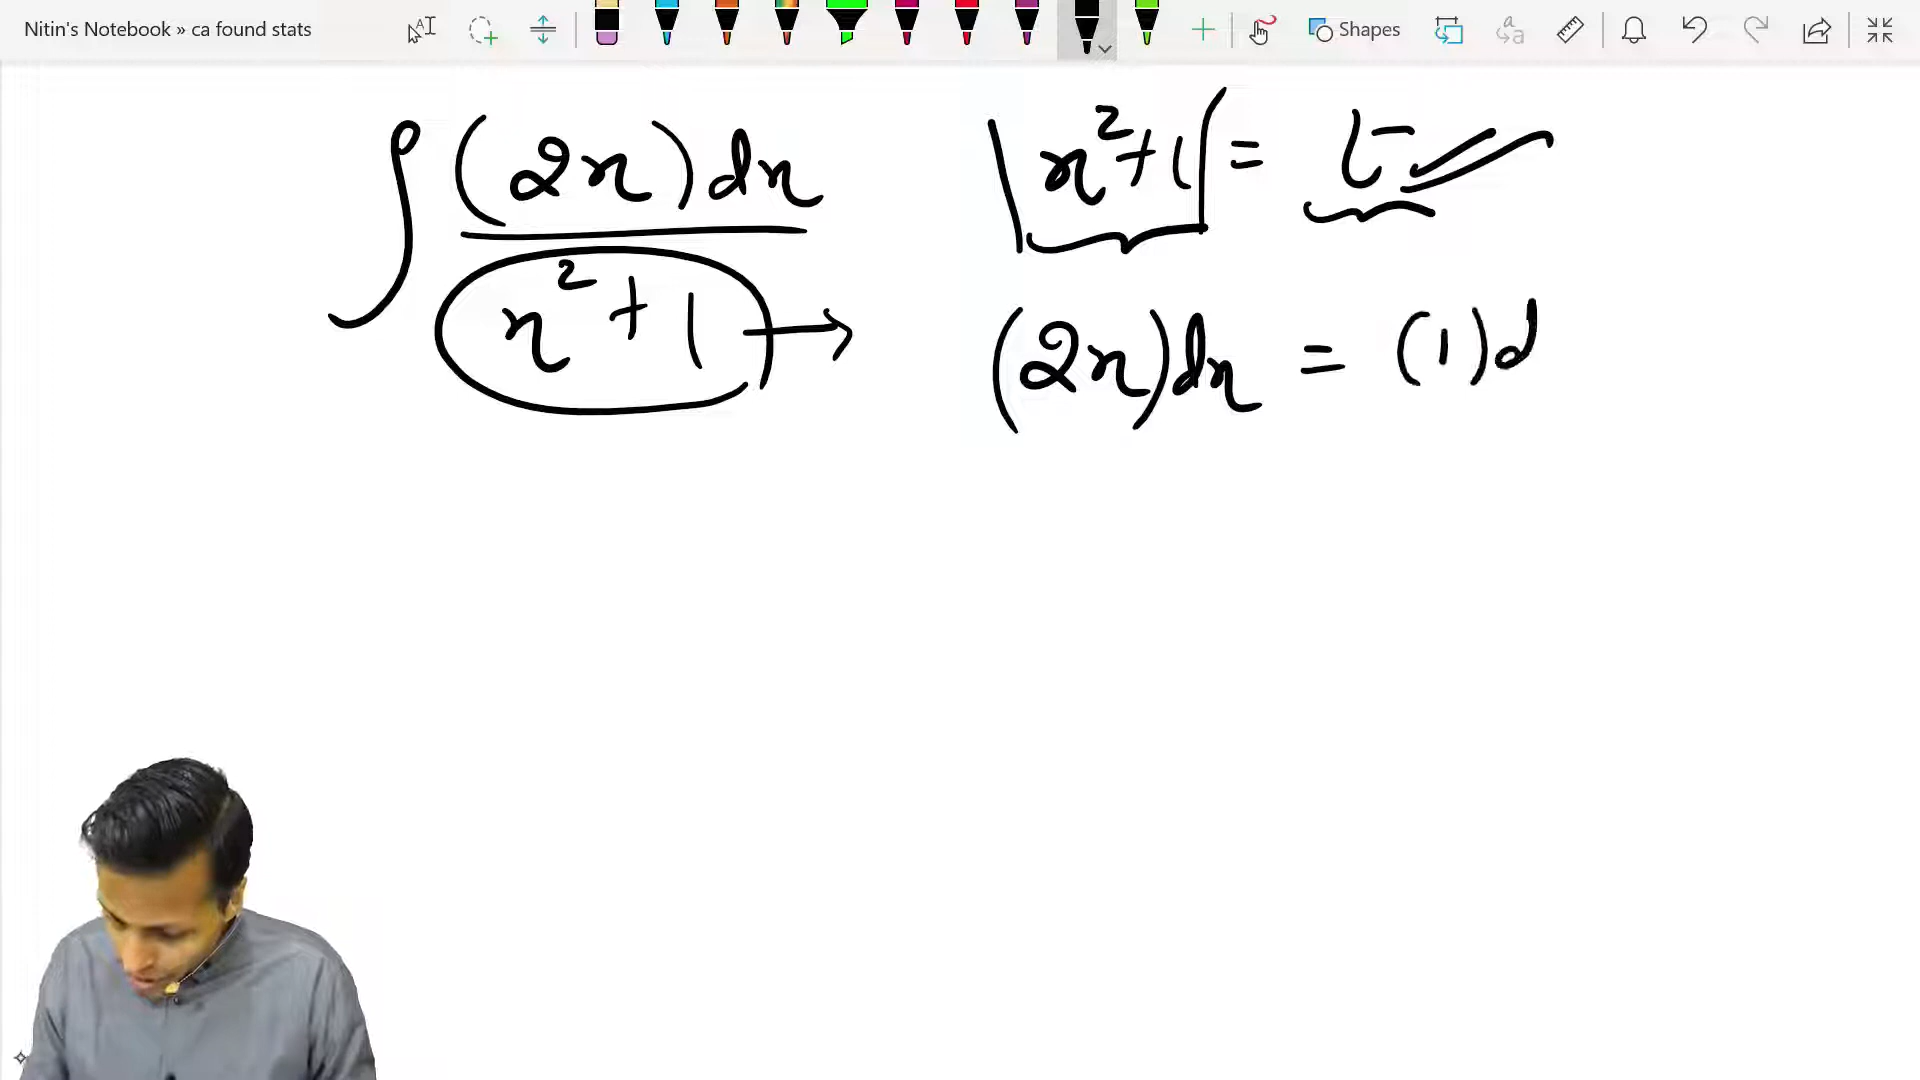 Nitin's Notebook » ca found stats
Shapes
∫ (2x)dx / x²+1 →
x²+1 = t
(2x)dx = (1)d